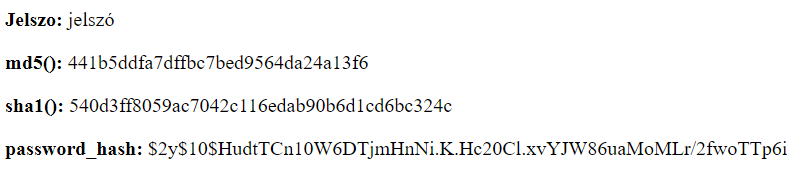 Jelszo: jelszó
md5(): 441b5ddfa7dffbc7bed9564da24a13f6
sha1(): 540d3ff8059ac7042c116edab90b6d1cd6bc324c
password_hash: $2y$10$HudtTCn10W6DTjmHnNi.K.Hc20Cl.xvYJW86uaMoMLr/2fwoTTp6i